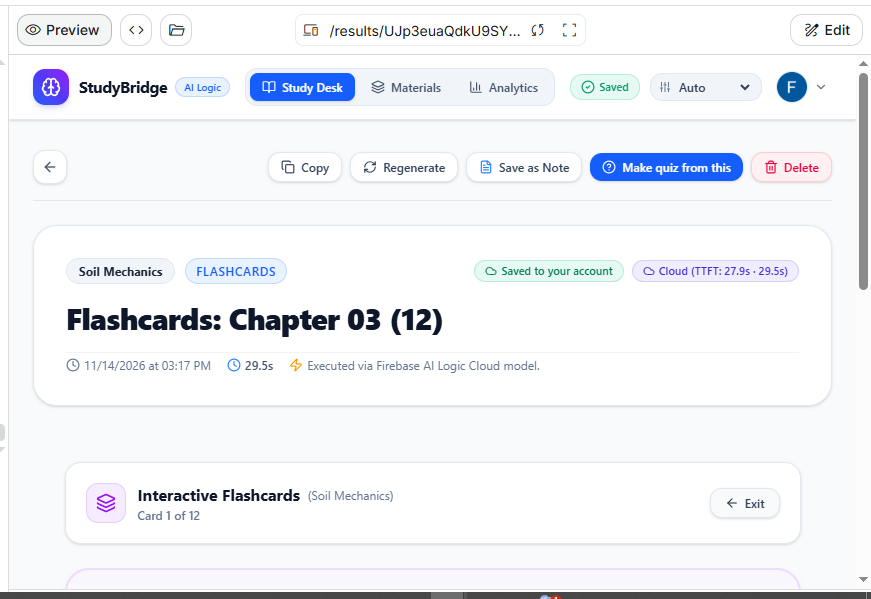 Preview
/results/UJp3euaQdkU9SY...
Edit
StudyBridge
AI Logic
Study Desk
Materials
Analytics
Saved
Auto
F
Copy
Regenerate
Save as Note
Make quiz from this
Delete
Soil Mechanics
FLASHCARDS
Saved to your account
Cloud (TTFT: 27.9s · 29.5s)
Flashcards: Chapter 03 (12)
11/14/2026 at 03:17 PM
29.5s
Executed via Firebase AI Logic Cloud model.
Interactive Flashcards (Soil Mechanics)
Card 1 of 12
Exit